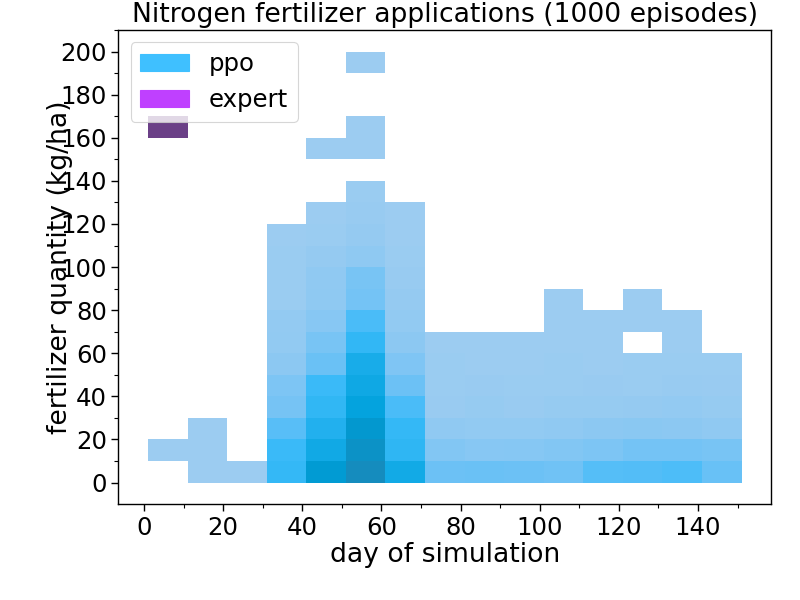 Nitrogen fertilizer applications (1000 episodes)
ppo
expert
fertilizer quantity (kg/ha)
200
180
160
140
120
100
80
60
40
20
0
0 20 40 60 80 100 120 140
day of simulation